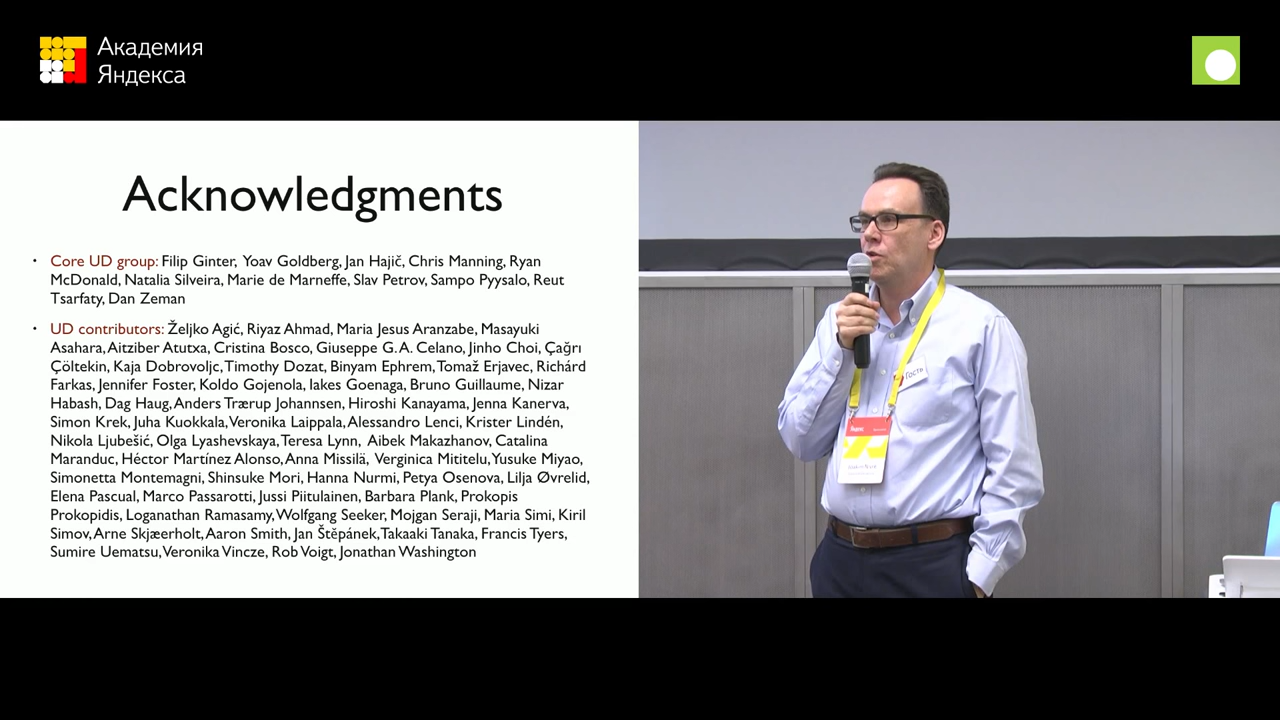 Академия
Яндекса
Acknowledgments
• Core UD group: Filip Ginter, Yoav Goldberg, Jan Hajič, Chris Manning, Ryan
McDonald, Natalia Silveira, Marie de Marneffe, Slav Petrov, Sampo Pyysalo, Reut
Tsarfaty, Dan Zeman
• UD contributors: Željko Agić, Riyaz Ahmad, Maria Jesus Aranzabe, Masayuki
Asahara, Aitziber Atutxa, Cristina Bosco, Giuseppe G. A. Celano, Jinho Choi, Çağrı
Çöltekin, Kaja Dobrovoljc, Timothy Dozat, Binyam Ephrem, Tomaž Erjavec, Richárd
Farkas, Jennifer Foster, Koldo Gojenola, Iakes Goenaga, Bruno Guillaume, Nizar
Habash, Dag Haug, Anders Trærup Johannsen, Hiroshi Kanayama, Jenna Kanerva,
Simon Krek, Juha Kuokkala, Veronika Laippala, Alessandro Lenci, Krister Lindén,
Nikola Ljubešić, Olga Lyashevskaya, Teresa Lynn, Aibek Makazhanov, Catalina
Maranduc, Héctor Martínez Alonso, Anna Missilä, Verginica Mititelu, Yusuke Miyao,
Simonetta Montemagni, Shinsuke Mori, Hanna Nurmi, Petya Osenova, Lilja Øvrelid,
Elena Pascual, Marco Passarotti, Jussi Piitulainen, Barbara Plank, Prokopis
Prokopidis, Loganathan Ramasamy, Wolfgang Seeker, Mojgan Seraji, Maria Simi, Kiril
Simov, Arne Skjæerholt, Aaron Smith, Jan Štěpánek, Takaaki Tanaka, Francis Tyers,
Sumire Uematsu, Veronika Vincze, Rob Voigt, Jonathan Washington
Гость